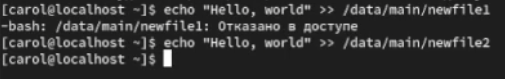 [carol@localhost ~]$ echo "Hello, world" >> /data/main/newfile1
-bash: /data/main/newfile1: Отказано в доступе
[carol@localhost ~]$ echo "Hello, world" >> /data/main/newfile2
[carol@localhost ~]$